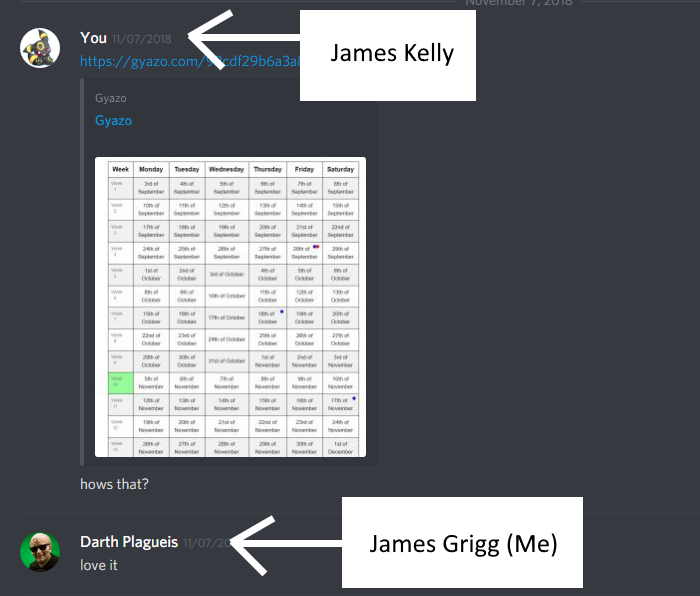 November 7, 2018
You 11/07/2018
James Kelly
https://gyazo.com/
Gyazo
Gyazo
Week Monday Tuesday Wednesday Thursday Friday Saturday
Week 1 3rd of September 4th of September 5th of September 6th of September 7th of September 8th of September
Week 2 10th of September 11th of September 12th of September 13th of September 14th of September 15th of September
Week 3 17th of September 18th of September 19th of September 20th of September 21st of September 22nd of September
Week 4 24th of September 25th of September 26th of September 27th of September 28th of September 29th of September
Week 5 1st of October 2nd of October 3rd of October 4th of October 5th of October 6th of October
Week 6 8th of October 9th of October 10th of October 11th of October 12th of October 13th of October
Week 7 15th of October 16th of October 17th of October 18th of October 19th of October 20th of October
Week 8 22nd of October 23rd of October 24th of October 25th of October 26th of October 27th of October
Week 9 29th of October 30th of October 31st of October 1st of November 2nd of November 3rd of November
Week 10 5th of November 6th of November 7th of November 8th of November 9th of November 10th of November
Week 11 12th of November 13th of November 14th of November 15th of November 16th of November 17th of November
Week 12 19th of November 20th of November 21st of November 22nd of November 23rd of November 24th of November
Week 13 26th of November 27th of November 28th of November 29th of November 30th of November 1st of December
hows that?
Darth Plagueis 11/07/20
James Grigg (Me)
love it